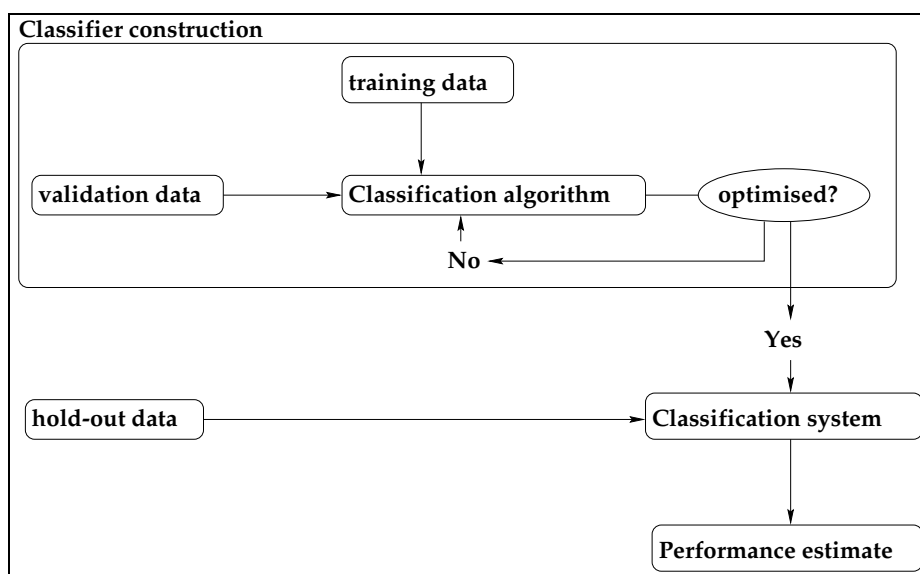 Classifier construction
training data
validation data
Classification algorithm
optimised?
No
Yes
hold-out data
Classification system
Performance estimate